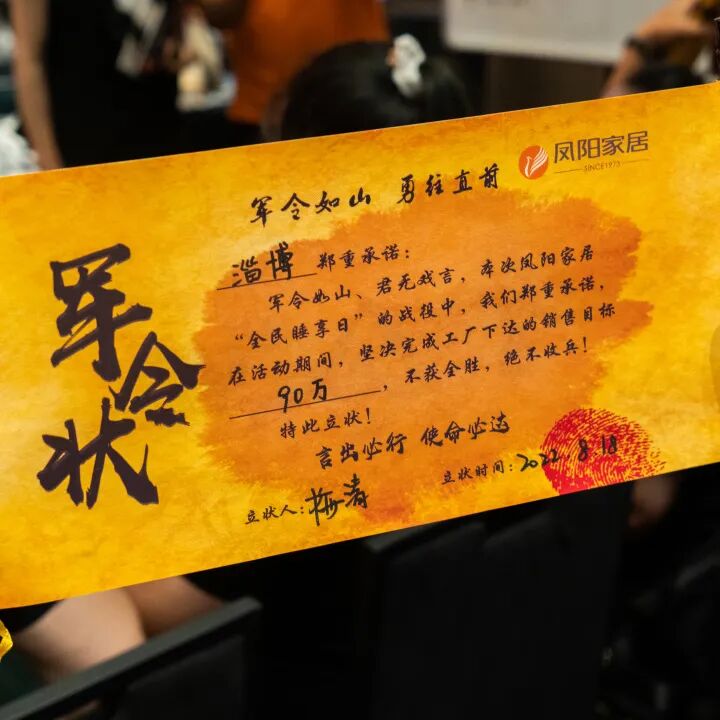 凤阳家居
SINCE1973
军令如山 勇往直前
军令状
淄博 郑重承诺：
军令如山、君无戏言，本次凤阳家居
“全民睡享日”的战役中，我们郑重承诺，
在活动期间，坚决完成工厂下达的销售目标
90万，不获全胜，绝不收兵！
特此立状！
言出必行 使命必达
立状人：梅清
立状时间：2022 8.18